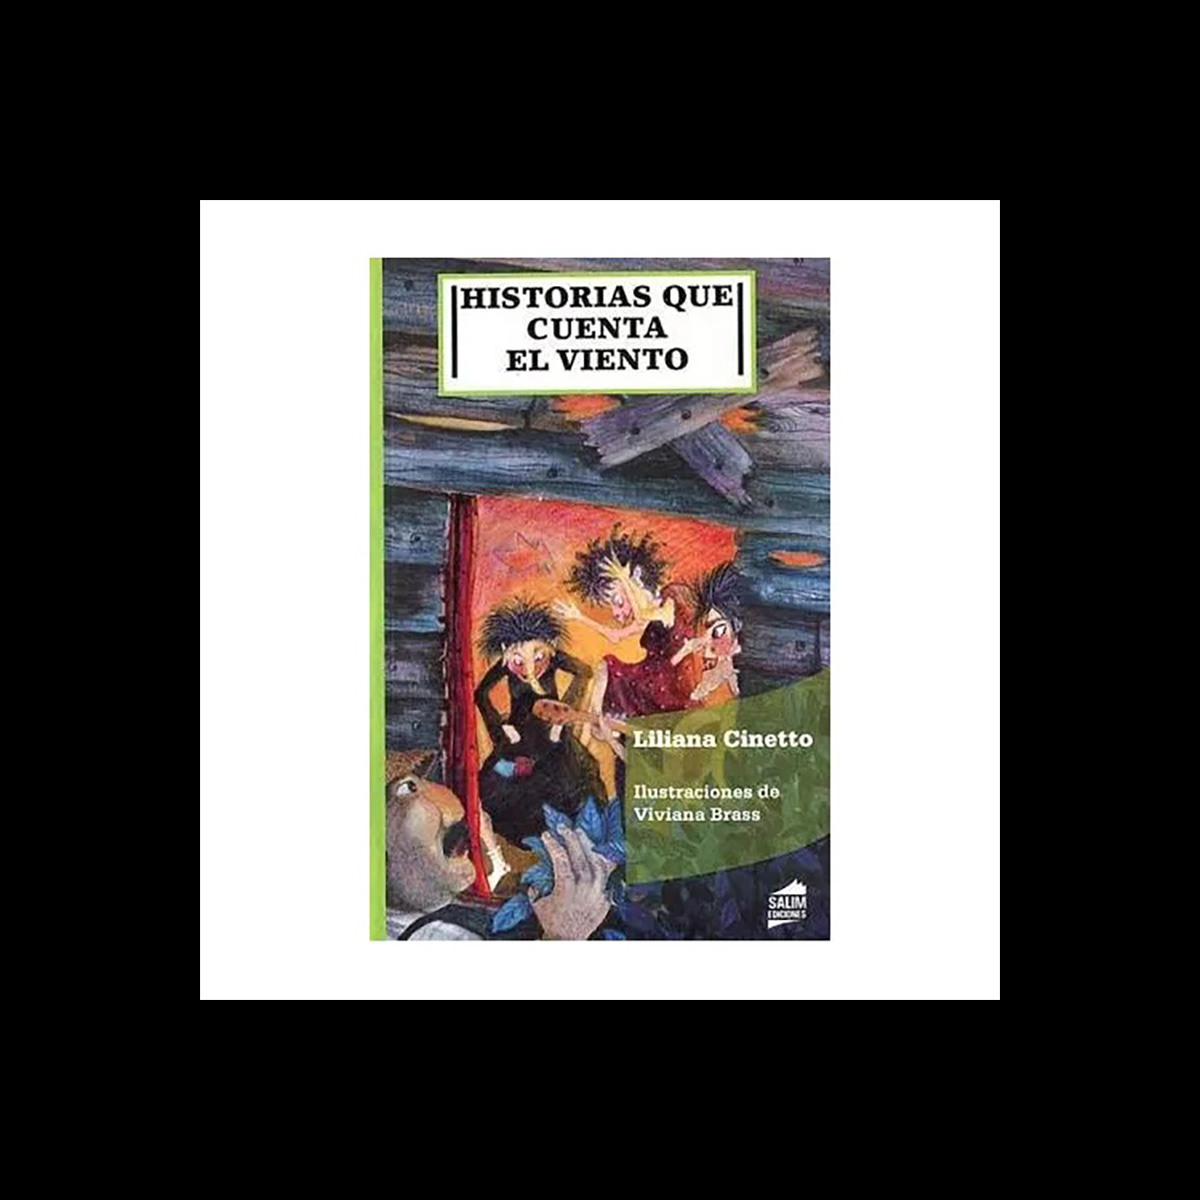 HISTORIAS QUE
CUENTA
EL VIENTO
Liliana Cinetto
Ilustraciones de
Viviana Brass
SALIM
EDICIONES